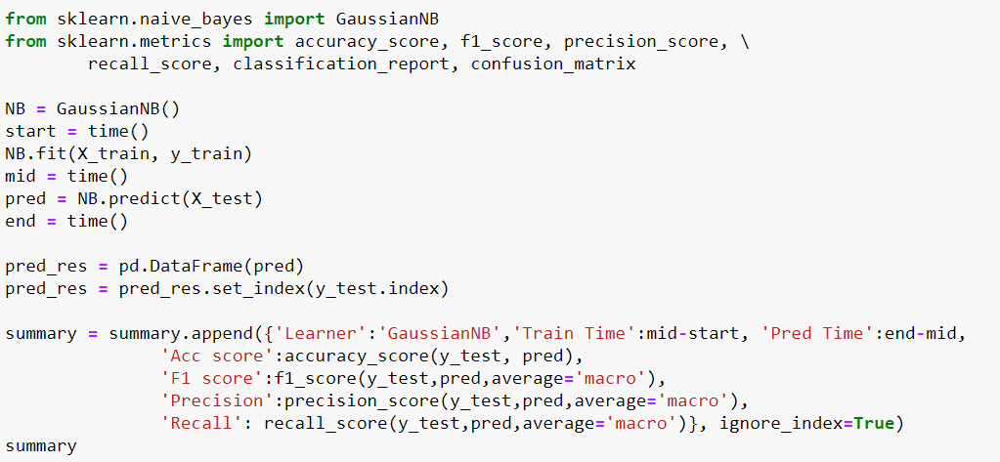 from sklearn.naive_bayes import GaussianNB
from sklearn.metrics import accuracy_score, f1_score, precision_score, \
        recall_score, classification_report, confusion_matrix

NB = GaussianNB()
start = time()
NB.fit(X_train, y_train)
mid = time()
pred = NB.predict(X_test)
end = time()

pred_res = pd.DataFrame(pred)
pred_res = pred_res.set_index(y_test.index)

summary = summary.append({'Learner':'GaussianNB','Train Time':mid-start, 'Pred Time':end-mid,
               'Acc score':accuracy_score(y_test, pred),
               'F1 score':f1_score(y_test,pred,average='macro'),
               'Precision':precision_score(y_test,pred,average='macro'),
               'Recall': recall_score(y_test,pred,average='macro')}, ignore_index=True)
summary